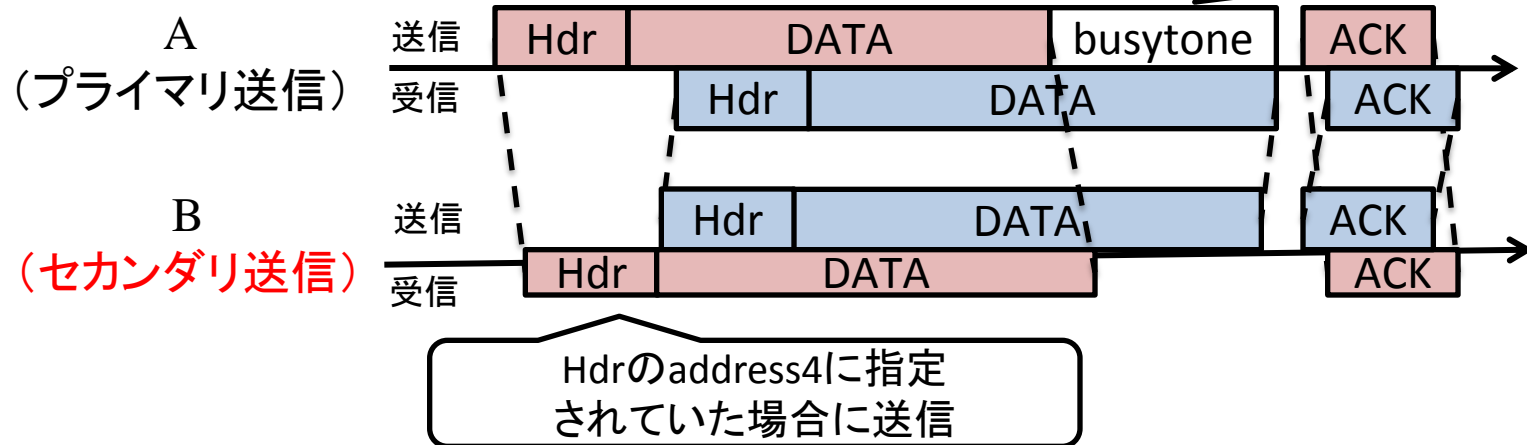 A
(プライマリ送信)
送信
Hdr
DATA
busytone
ACK
受信
Hdr
DATA
ACK
B
(セカンダリ送信)
送信
Hdr
DATA
ACK
受信
Hdr
DATA
ACK
Hdrのaddress4に指定
されていた場合に送信